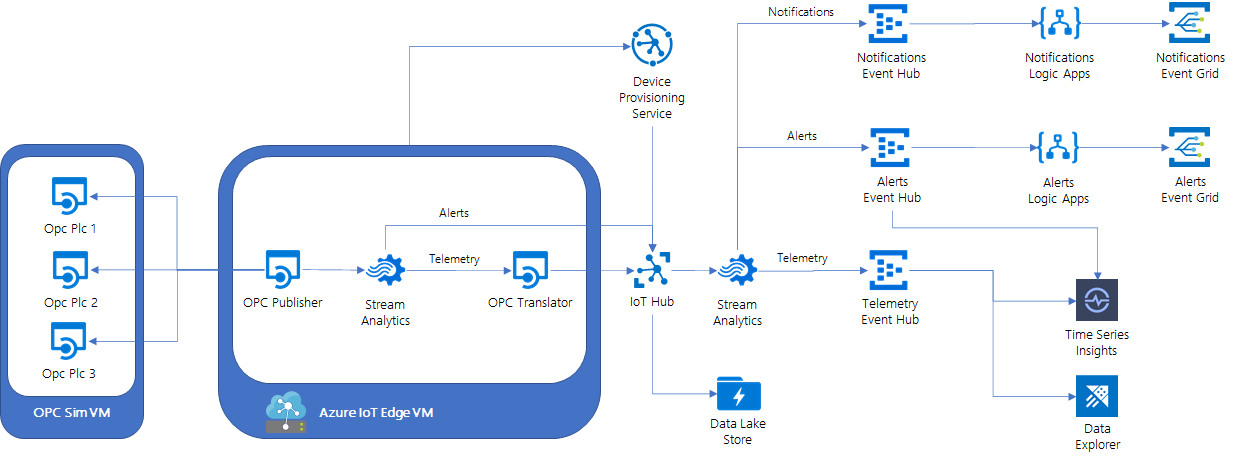 Notifications
Notifications
Event Hub
Notifications
Logic Apps
Notifications
Event Grid
Device
Provisioning
Service
Alerts
Alerts
Event Hub
Alerts
Logic Apps
Alerts
Event Grid
Opc Plc 1
Opc Plc 2
Opc Plc 3
OPC Sim VM
Alerts
Telemetry
OPC Publisher
Stream
Analytics
OPC Translator
Azure IoT Edge VM
IoT Hub
Stream
Analytics
Telemetry
Telemetry
Event Hub
Time Series
Insights
Data Lake
Store
Data
Explorer